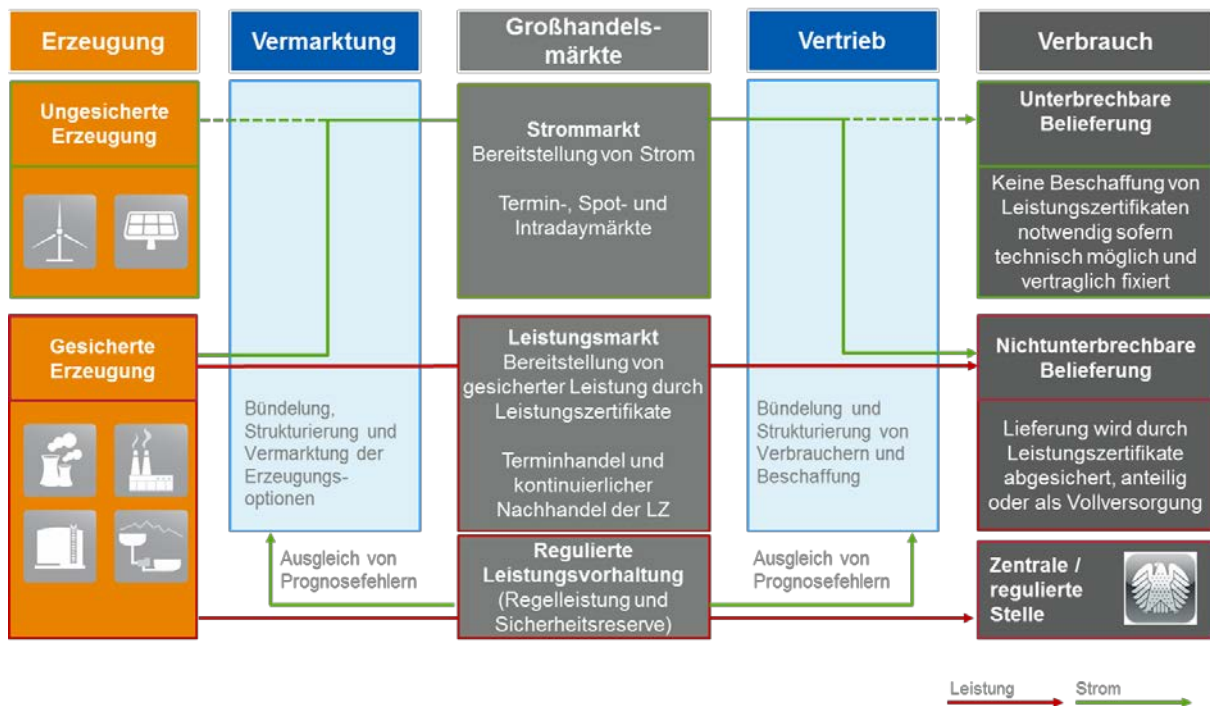 Erzeugung
Vermarktung
Großhandels-
märkte
Vertrieb
Verbrauch
Ungesicherte
Erzeugung
Strommarkt
Bereitstellung von Strom
Termin-, Spot- und
Intradaymärkte
Unterbrechbare
Belieferung
Keine Beschaffung von
Leistungszertifikaten
notwendig sofern
technisch möglich und
vertraglich fixiert
Gesicherte
Erzeugung
Bündelung,
Strukturierung und
Vermarktung der
Erzeugungs-
optionen
Leistungsmarkt
Bereitstellung von
gesicherter Leistung durch
Leistungszertifikate
Terminhandel und
kontinuierlicher
Nachhandel der LZ
Bündelung und
Strukturierung von
Verbrauchern und
Beschaffung
Nichtunterbrechbare
Belieferung
Lieferung wird durch
Leistungszertifikate
abgesichert, anteilig
oder als Vollversorgung
Ausgleich von
Prognosefehlern
Regulierte
Leistungsvorhaltung
(Regelleistung und
Sicherheitsreserve)
Ausgleich von
Prognosefehlern
Zentrale /
regulierte
Stelle
Leistung
Strom